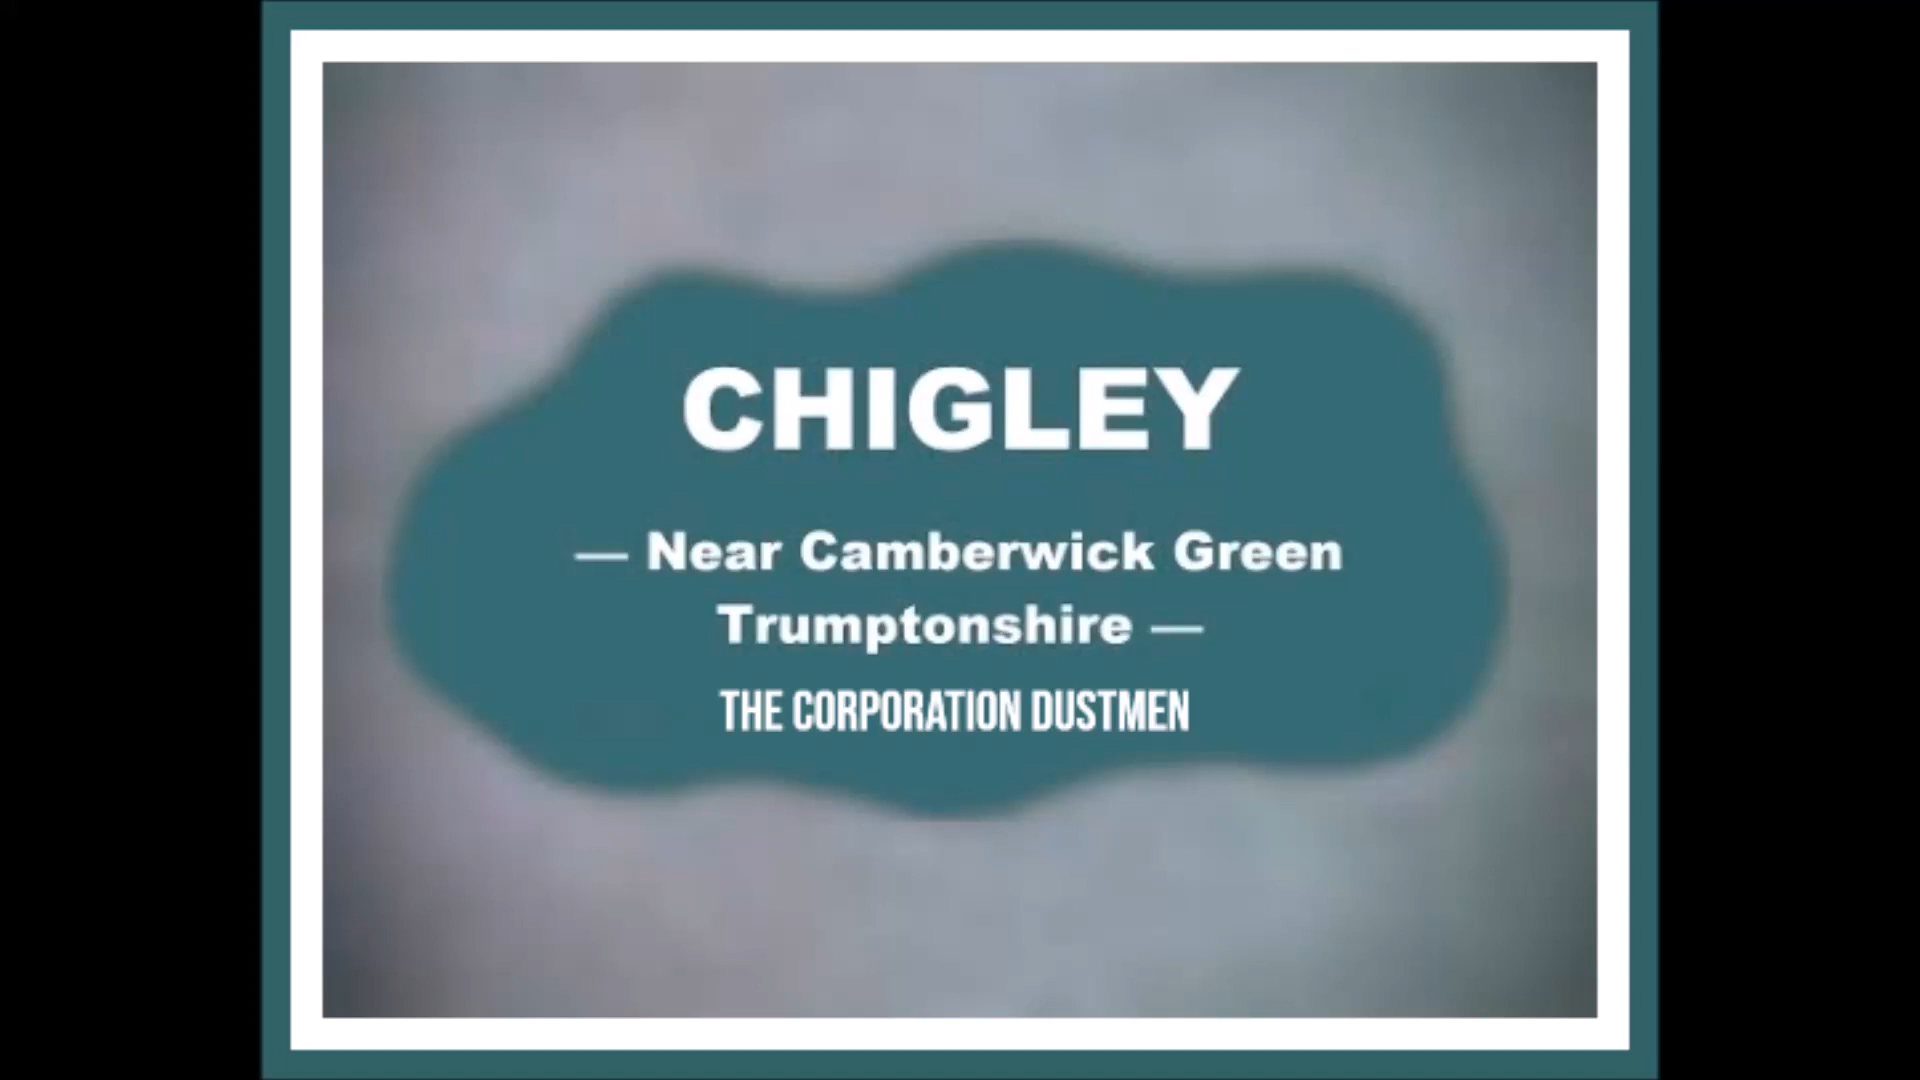 CHIGLEY
— Near Camberwick Green
Trumptonshire —
THE CORPORATION DUSTMEN